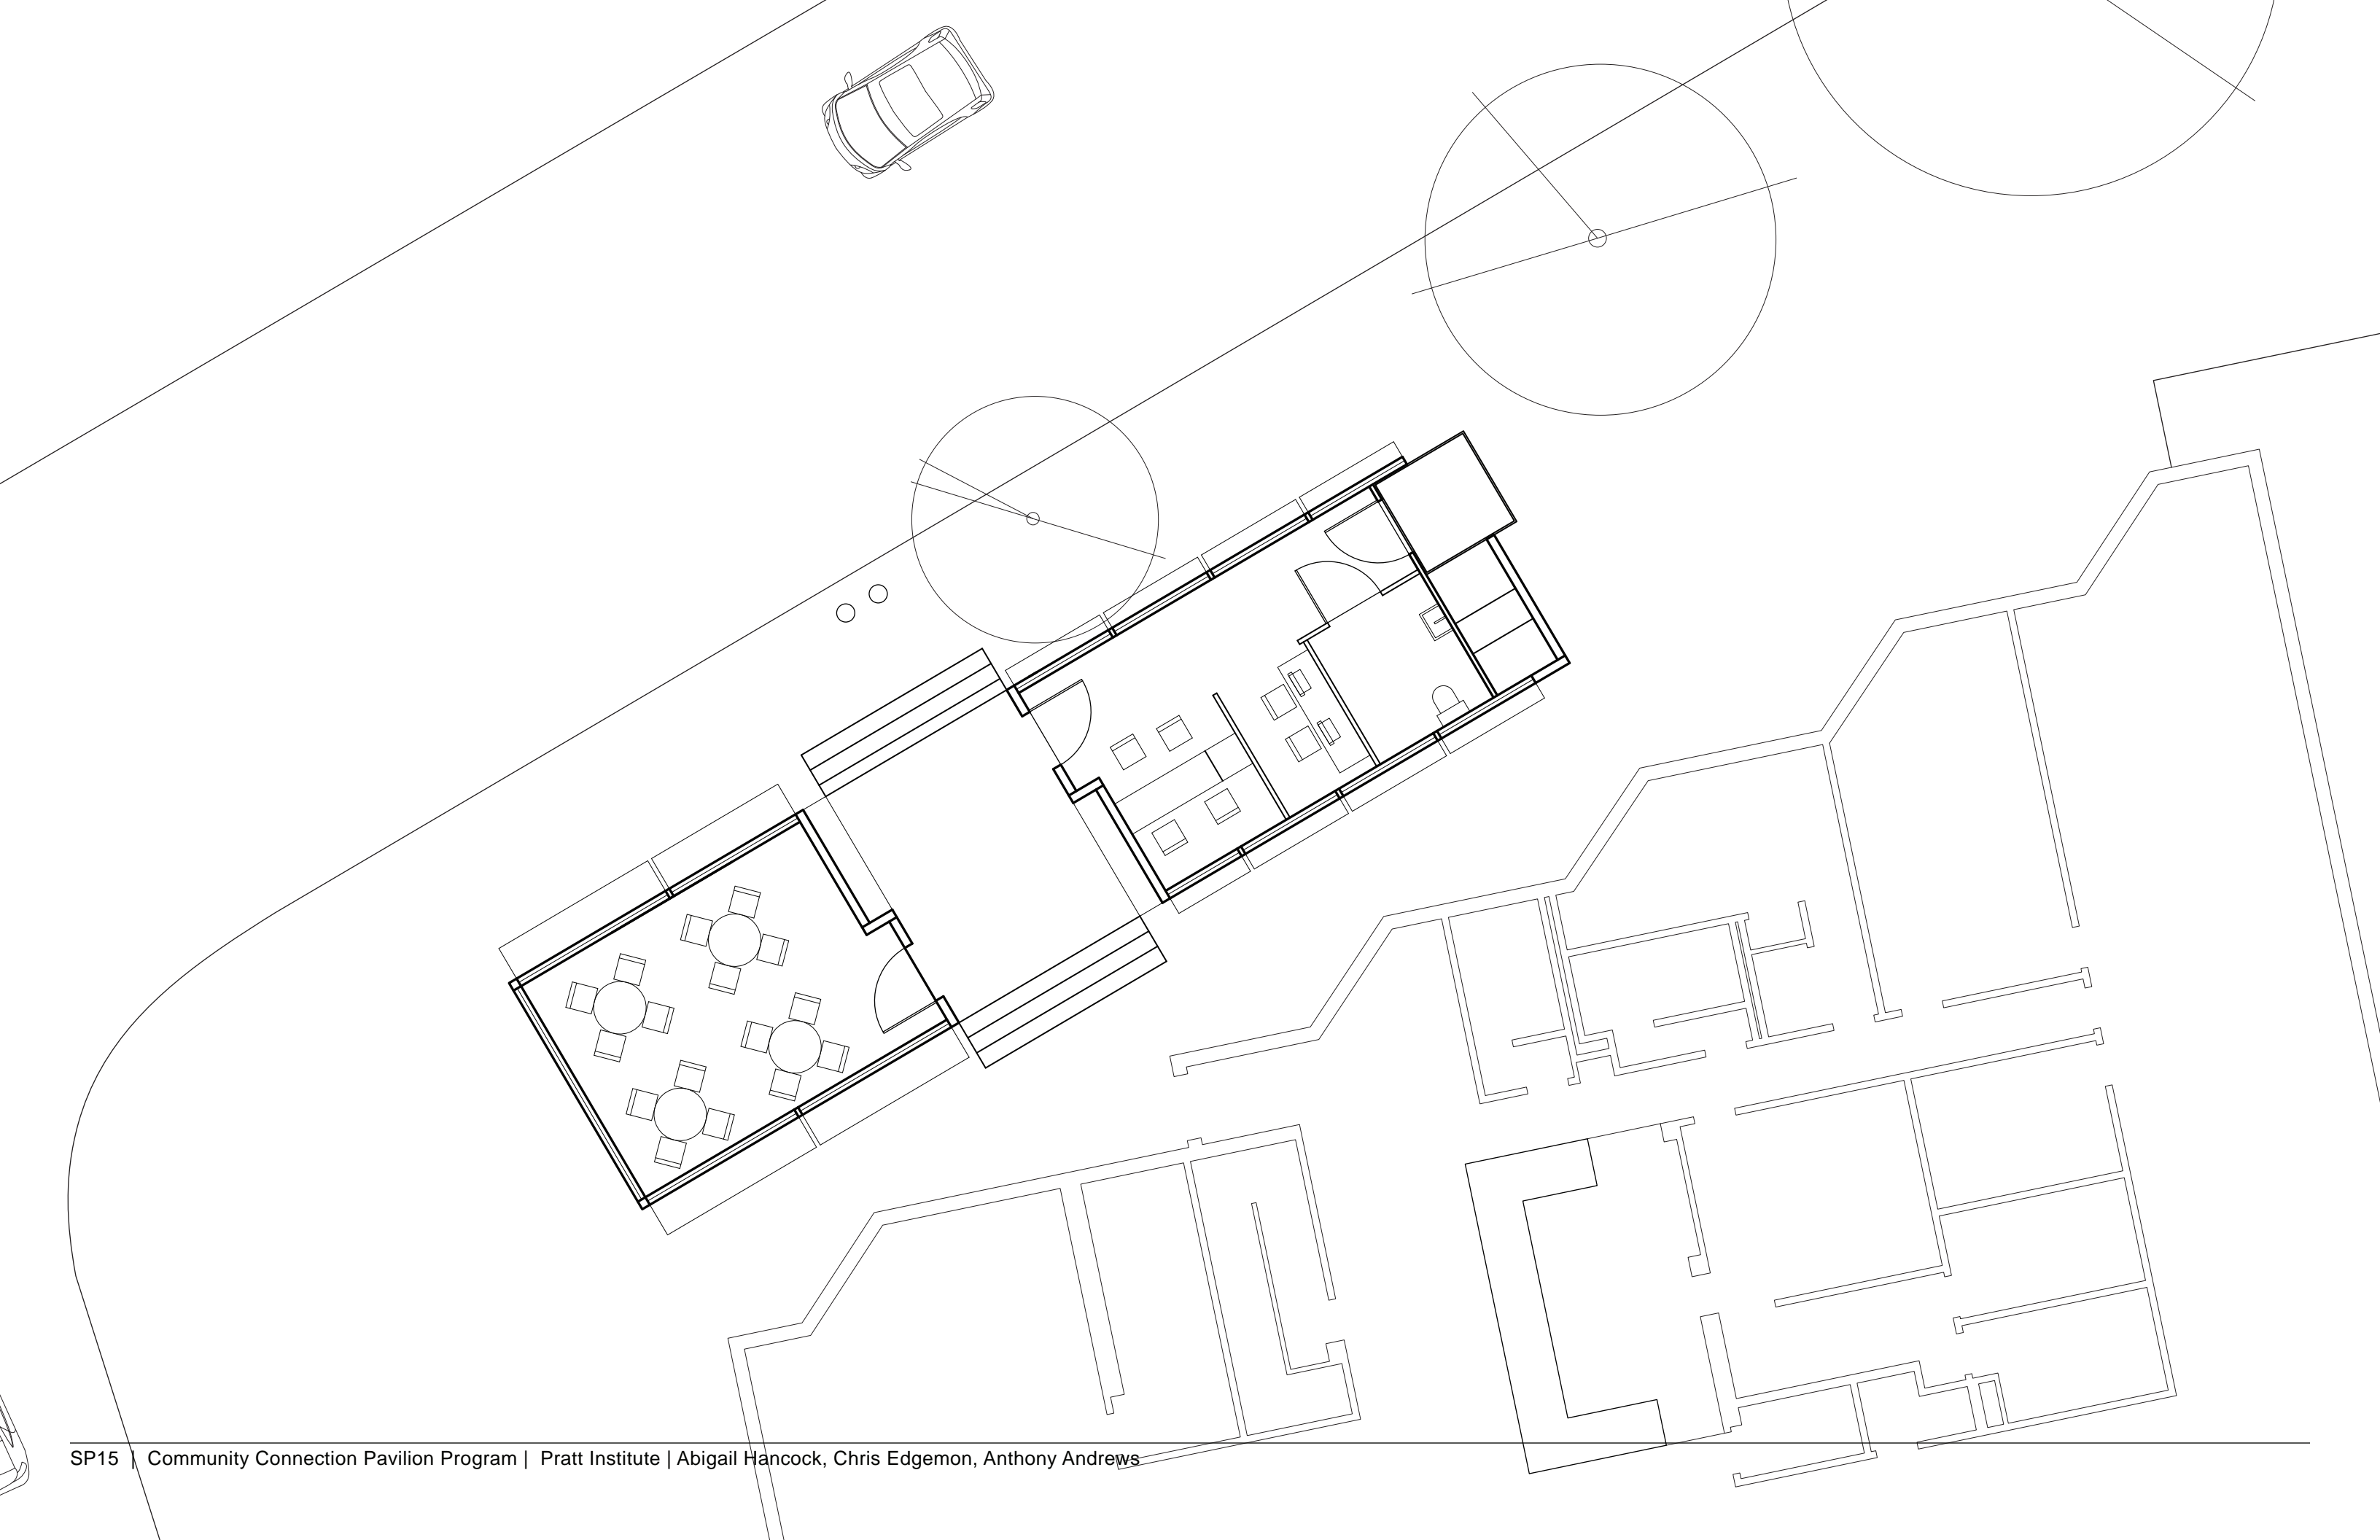 SP15 | Community Connection Pavilion Program | Pratt Institute | Abigail Hancock, Chris Edgemon, Anthony Andrews